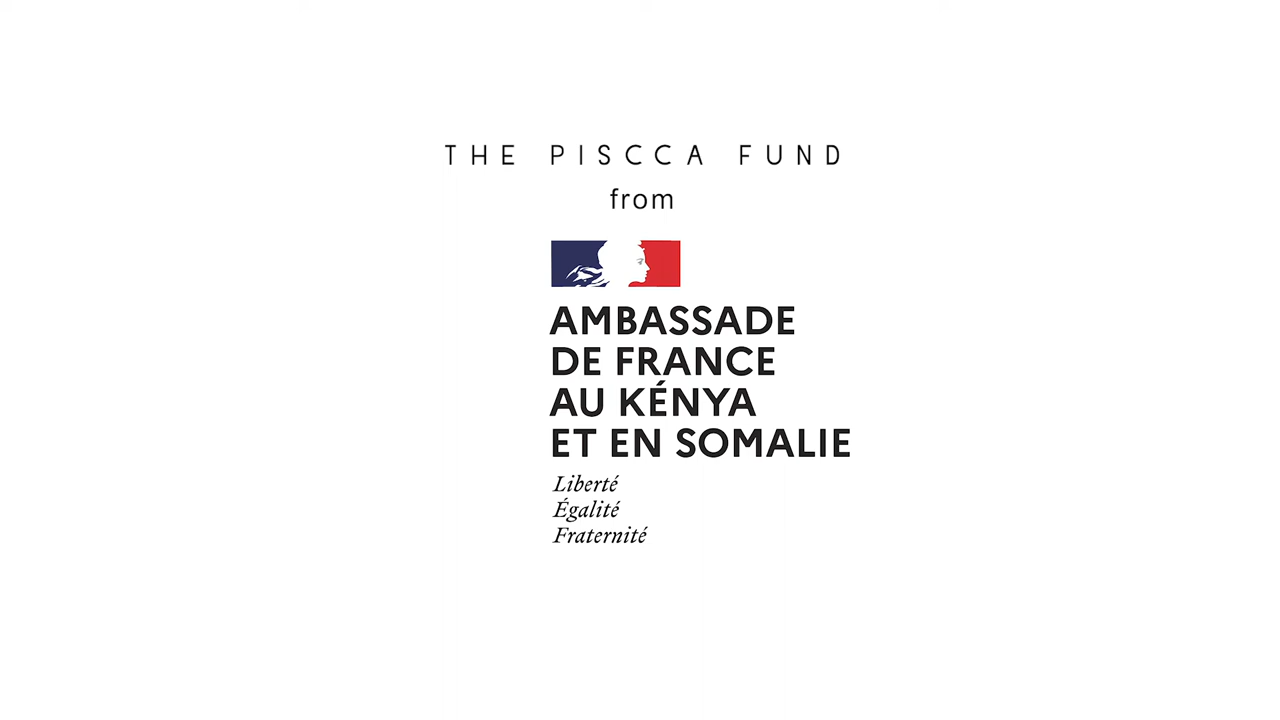 THE PISCCA FUND
from
AMBASSADE
DE FRANCE
AU KÉNYA
ET EN SOMALIE
Liberté
Égalité
Fraternité